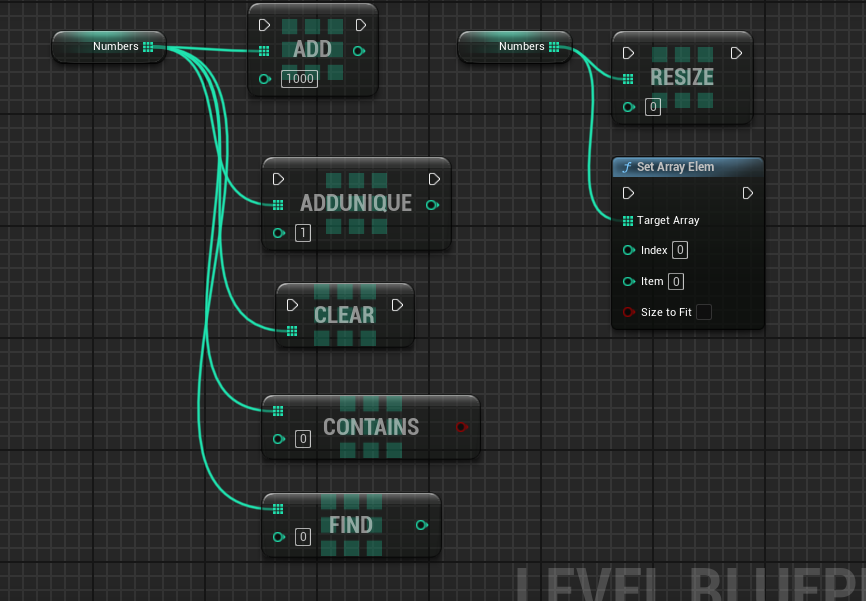 Numbers
ADD
1000
ADDUNIQUE
1
CLEAR
CONTAINS
0
FIND
0
Numbers
RESIZE
0
f Set Array Elem
Target Array
Index 0
Item 0
Size to Fit
LEVEL BLUEP